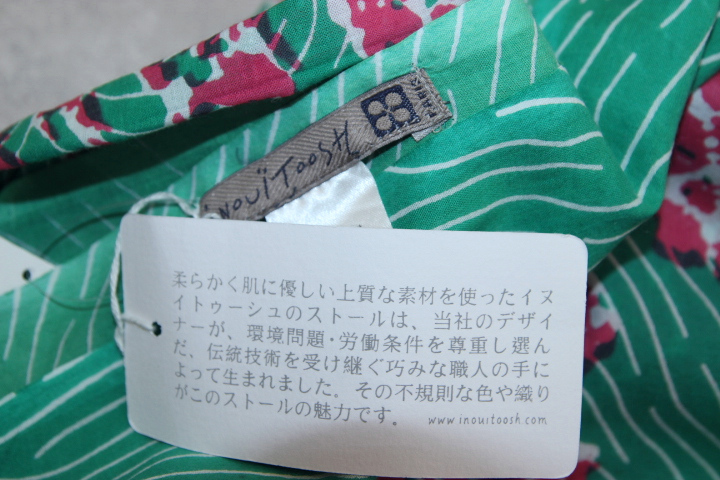 inouïTOOSH
柔らかく肌に優しい上質な素材を使ったイヌ
イトゥーシュのストールは、当社のデザイ
ナーが、環境問題・労働条件を尊重し選ん
だ、伝統技術を受け継ぐ巧みな職人の手に
よって生まれました。その不規則な色や織り
がこのストールの魅力です。
www.inouitoosh.com